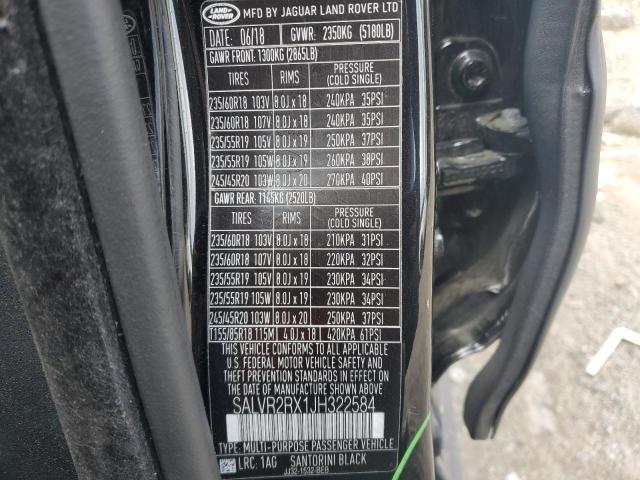 LAND ROVER MFD BY JAGUAR LAND ROVER LTD
DATE: 06/18 GVWR: 2350KG (5180LB)
GAWR FRONT: 1300KG (2865LB)
TIRES RIMS PRESSURE (COLD SINGLE)
235/60R18 103V 8.0J x 18 240KPA 35PSI
235/60R18 107V 8.0J x 18 240KPA 35PSI
235/55R19 105V 8.0J x 19 250KPA 37PSI
235/55R19 105W 8.0J x 19 260KPA 38PSI
245/45R20 103W 8.0J x 20 270KPA 40PSI
GAWR REAR: 1145KG (2520LB)
TIRES RIMS PRESSURE (COLD SINGLE)
235/60R18 103V 8.0J x 18 210KPA 31PSI
235/60R18 107V 8.0J x 18 220KPA 32PSI
235/55R19 105V 8.0J x 19 230KPA 34PSI
235/55R19 105W 8.0J x 19 230KPA 34PSI
245/45R20 103W 8.0J x 20 250KPA 37PSI
T155/85R18 115M 4.0J x 18 420KPA 61PSI
THIS VEHICLE CONFORMS TO ALL APPLICABLE
U.S. FEDERAL MOTOR VEHICLE SAFETY
AND THEFT PREVENTION STANDARDS IN EFFECT ON THE
DATE OF MANUFACTURE SHOWN ABOVE
SALVR2RX1JH322584
TYPE: MULTI-PURPOSE PASSENGER VEHICLE
LRC: 1AG SANTORINI BLACK
JJ32-1532-BEB